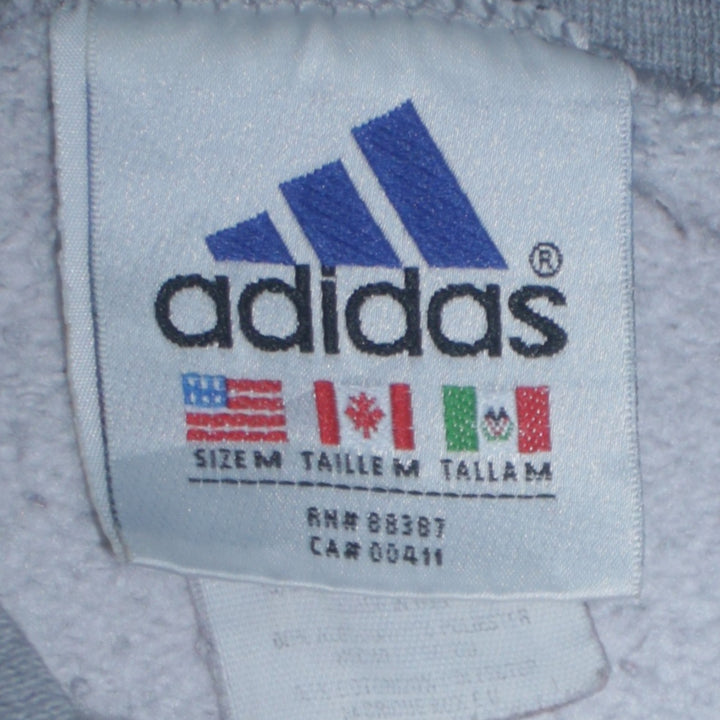 adidas®
SIZE M TAILLE M TALLA M
RN# 88387
CA# 00411